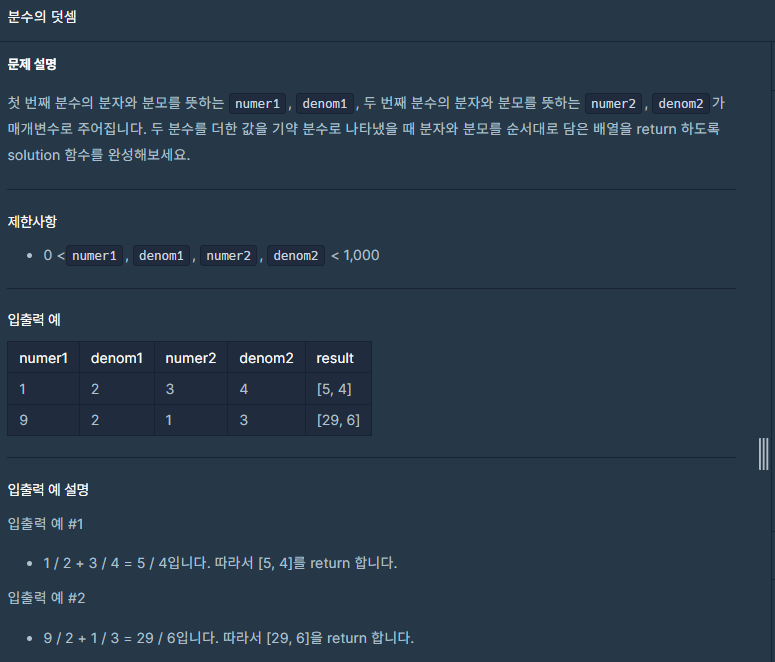 분수의 덧셈
문제 설명
첫 번째 분수의 분자와 분모를 뜻하는 numer1, denom1, 두 번째 분수의 분자와 분모를 뜻하는 numer2, denom2가
매개변수로 주어집니다. 두 분수를 더한 값을 기약 분수로 나타냈을 때 분자와 분모를 순서대로 담은 배열을 return 하도록
solution 함수를 완성해보세요.
제한사항
• 0 < numer1, denom1, numer2, denom2 < 1,000
입출력 예
numer1 denom1 numer2 denom2 result
1 2 3 4 [5, 4]
9 2 1 3 [29, 6]
입출력 예 설명
입출력 예 #1
• 1 / 2 + 3 / 4 = 5 / 4입니다. 따라서 [5, 4]를 return 합니다.
입출력 예 #2
• 9 / 2 + 1 / 3 = 29 / 6입니다. 따라서 [29, 6]을 return 합니다.